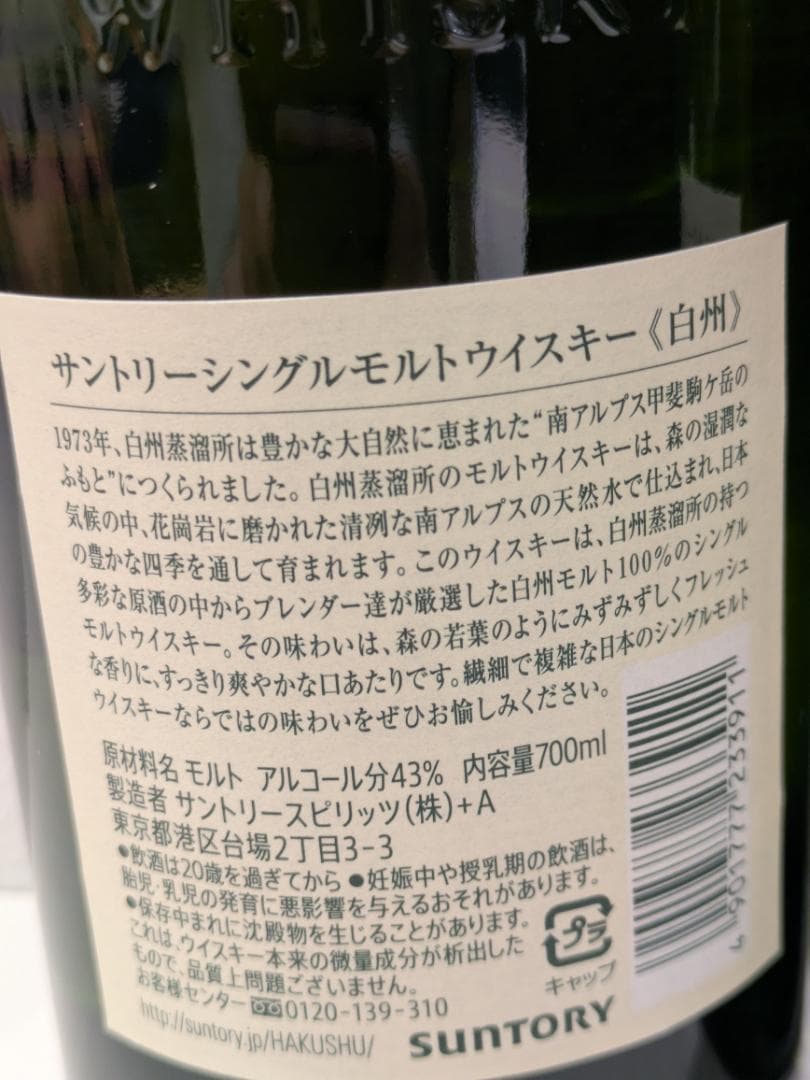 サントリーシングルモルトウイスキー《白州》
1973年、白州蒸溜所は豊かな大自然に恵まれた“南アルプス甲斐駒ケ岳の
ふもと”につくられました。白州蒸溜所のモルトウイスキーは、森の湿潤な
気候の中、花崗岩に磨かれた清冽な南アルプスの天然水で仕込まれ、日本
の豊かな四季を通して育まれます。このウイスキーは、白州蒸溜所の持つ
多彩な原酒の中からブレンダー達が厳選した白州モルト100%のシングル
モルトウイスキー。その味わいは、森の若葉のようにみずみずしくフレッシュ
な香りに、すっきり爽やかな口あたりです。繊細で複雑な日本のシングルモルト
ウイスキーならではの味わいをぜひお愉しみください。
原材料名 モルト アルコール分43% 内容量700ml
製造者 サントリースピリッツ(株)+A
東京都港区台場2丁目3-3
●飲酒は20歳を過ぎてから ●妊娠中や授乳期の飲酒は、
胎児・乳児の発育に悪影響を与えるおそれがあります。
●保存中まれに沈殿物を生じることがあります。
これは、ウイスキー本来の微量成分が析出した
もので、品質上問題ございません。
お客様センター 0120-139-310
http://suntory.jp/HAKUSHU/
プラ
キャップ
SUNTORY
4 901777 233911